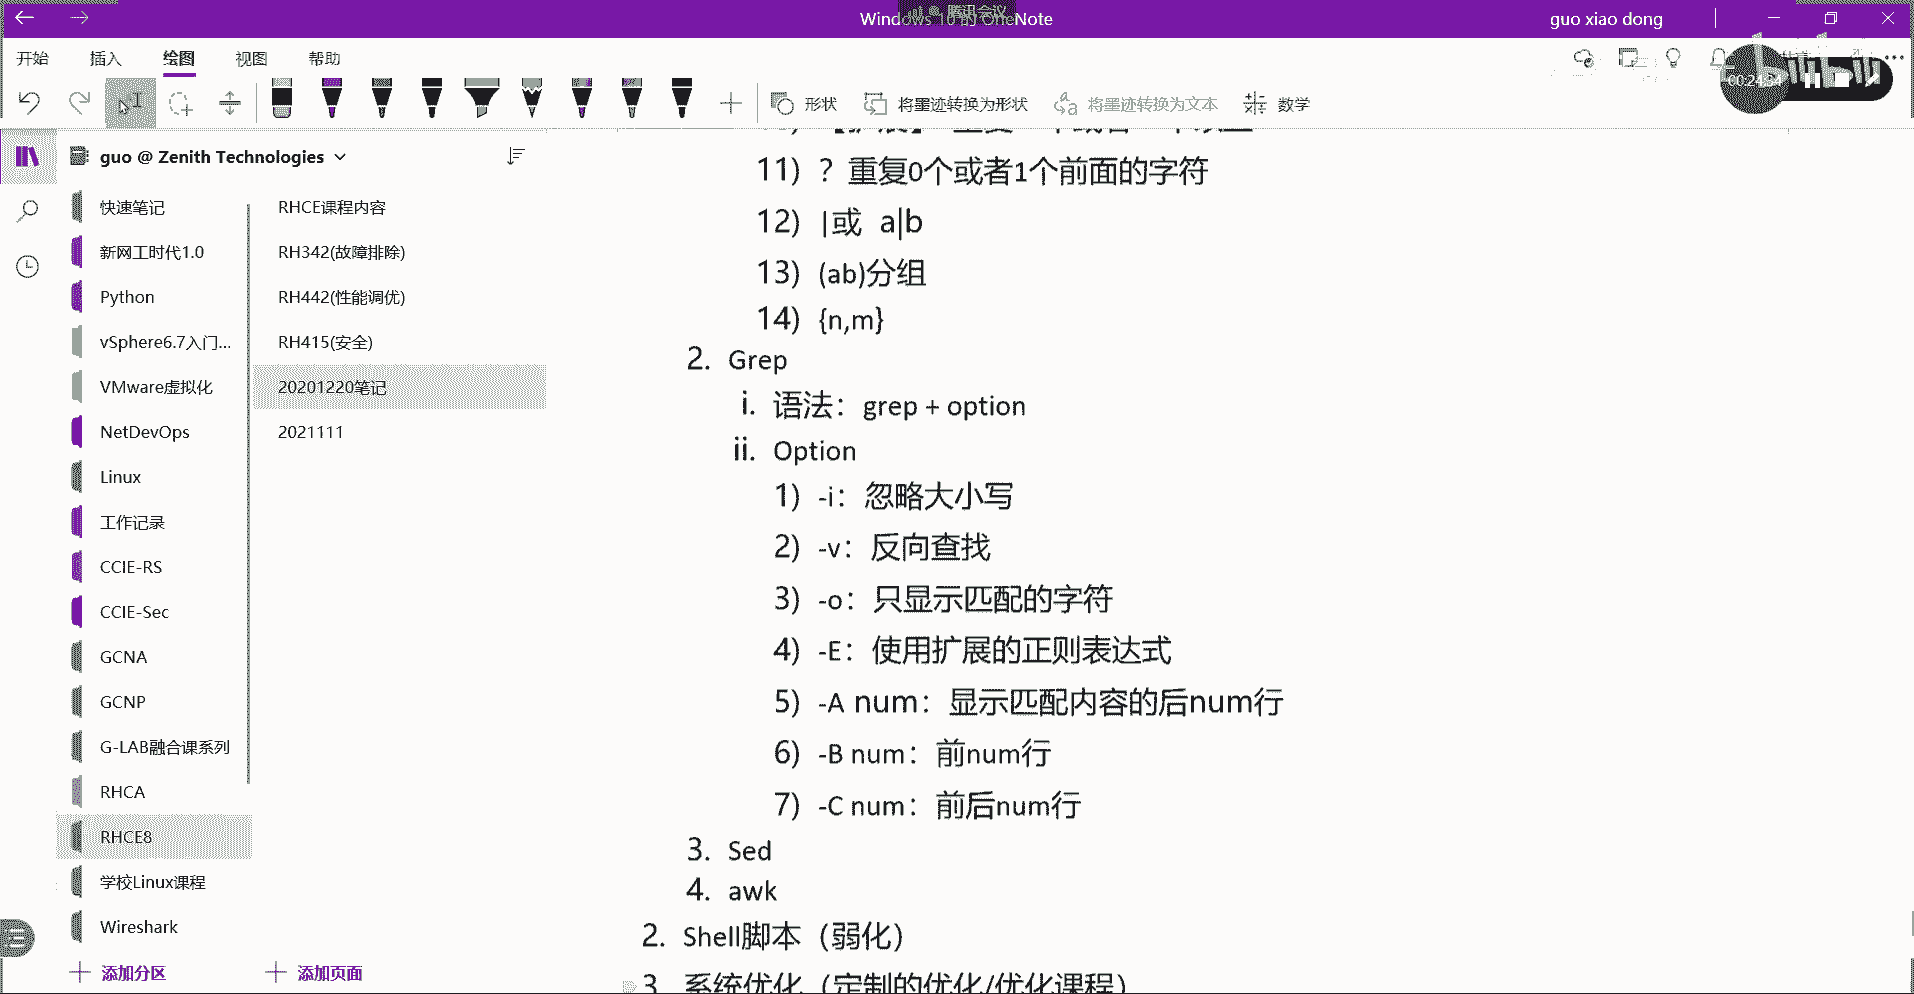 Windows 10 的 OneNote
腾讯会议
guo xiao dong
开始 插入 绘图 视图 帮助
bilibili
形状 将墨迹转换为形状 将墨迹转换为文本 数学
guo @ Zenith Technologies
快速笔记
新网工时代1.0
Python
vSphere6.7入门...
VMware虚拟化
NetDevOps
Linux
工作记录
CCIE-RS
CCIE-Sec
GCNA
GCNP
G-LAB融合课系列
RHCA
RHCE8
学校Linux课程
Wireshark
添加分区
RHCE课程内容
RH342(故障排除)
RH442(性能调优)
RH415(安全)
20201220笔记
2021111
添加页面
11) ？重复0个或者1个前面的字符
12) |或 a|b
13) (ab)分组
14) {n,m}
2. Grep
i. 语法：grep + option
ii. Option
1) -i：忽略大小写
2) -v：反向查找
3) -o：只显示匹配的字符
4) -E：使用扩展的正则表达式
5) -A num：显示匹配内容的后num行
6) -B num：前num行
7) -C num：前后num行
3. Sed
4. awk
2. Shell脚本（弱化）
3. 系统优化（定制的优化/优化课程）